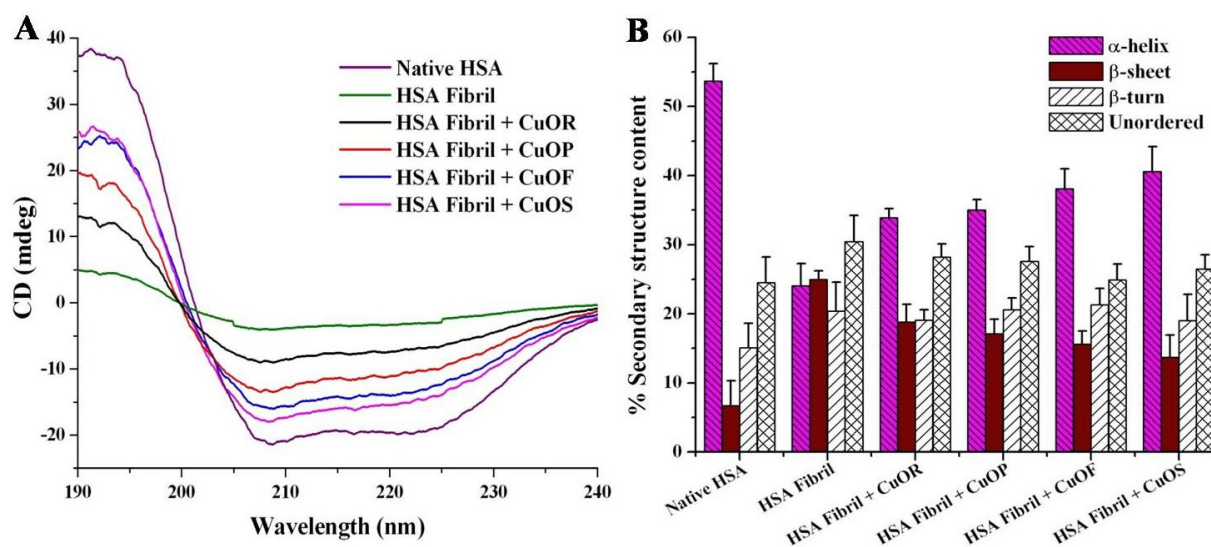 A
CD (mdeg)
40
30
20
10
0
-10
-20
190
200
210
220
230
240
Wavelength (nm)
Native HSA
HSA Fibril
HSA Fibril + CuOR
HSA Fibril + CuOP
HSA Fibril + CuOF
HSA Fibril + CuOS
B
% Secondary structure content
60
50
40
30
20
10
0
α-helix
β-sheet
β-turn
Unordered
Native HSA
HSA Fibril
HSA Fibril + CuOR
HSA Fibril + CuOP
HSA Fibril + CuOF
HSA Fibril + CuOS